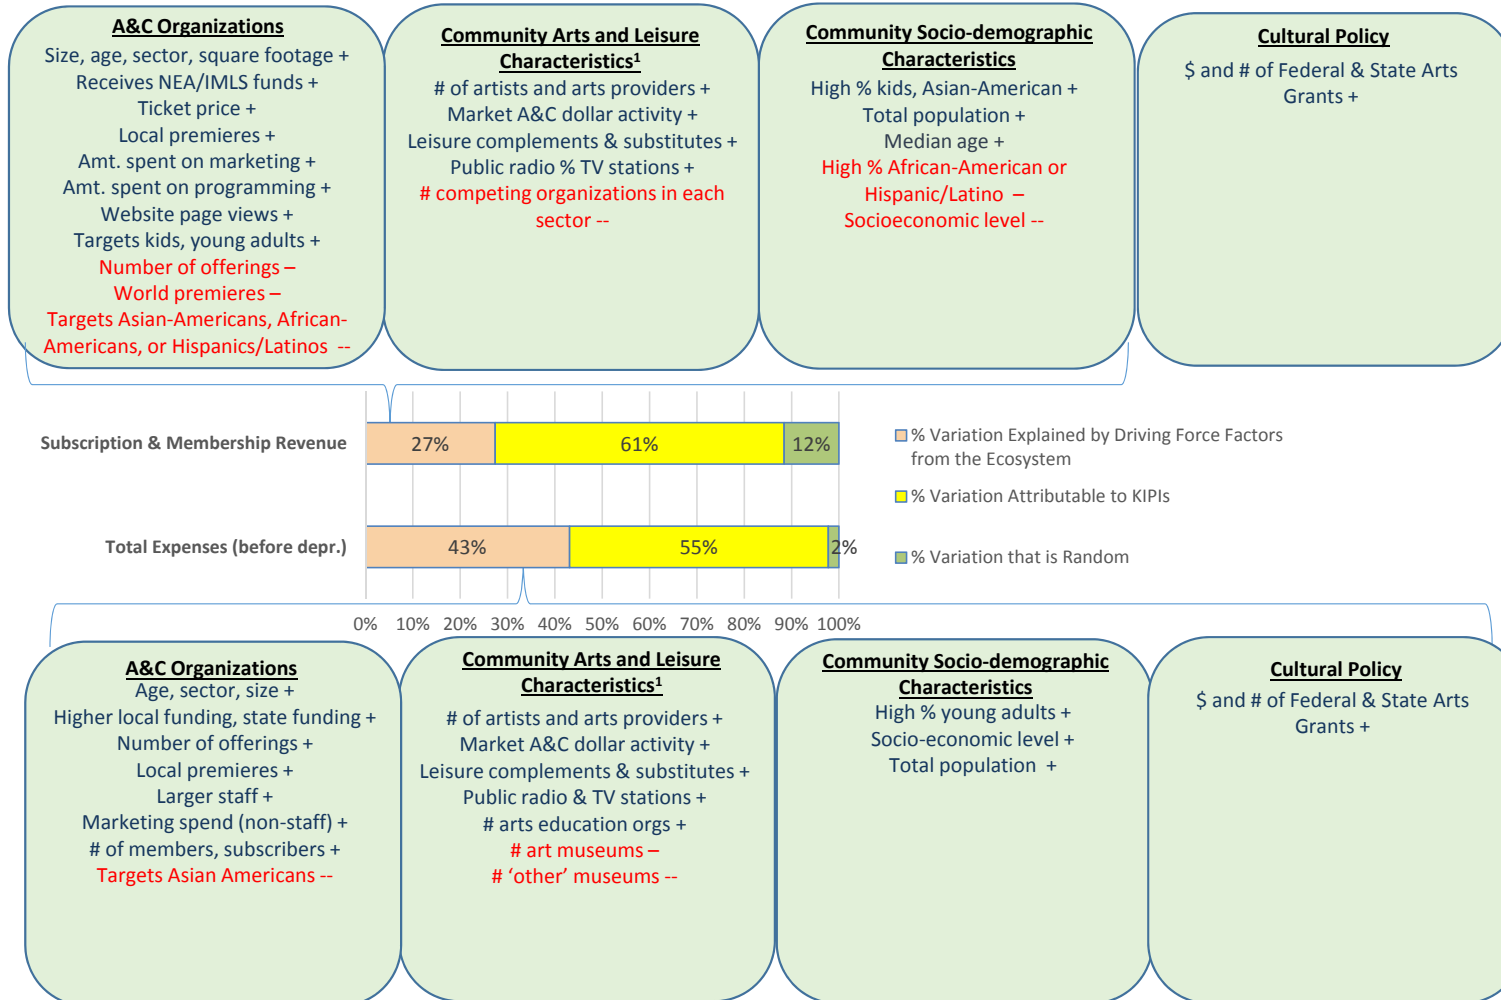 A&C Organizations
Size, age, sector, square footage +
Receives NEA/IMLS funds +
Ticket price +
Local premieres +
Amt. spent on marketing +
Amt. spent on programming +
Website page views +
Targets kids, young adults +
Number of offerings –
World premieres –
Targets Asian-Americans, African-
Americans, or Hispanics/Latinos --
Community Arts and Leisure
Characteristics¹
# of artists and arts providers +
Market A&C dollar activity +
Leisure complements & substitutes +
Public radio % TV stations +
# competing organizations in each
sector --
Community Socio-demographic
Characteristics
High % kids, Asian-American +
Total population +
Median age +
High % African-American or
Hispanic/Latino –
Socioeconomic level --
Cultural Policy
$ and # of Federal & State Arts
Grants +
Subscription & Membership Revenue
27%
61%
12%
Total Expenses (before depr.)
43%
55%
2%
0% 10% 20% 30% 40% 50% 60% 70% 80% 90% 100%
% Variation Explained by Driving Force Factors
from the Ecosystem
% Variation Attributable to KIPIs
% Variation that is Random
A&C Organizations
Age, sector, size +
Higher local funding, state funding +
Number of offerings +
Local premieres +
Larger staff +
Marketing spend (non-staff) +
# of members, subscribers +
Targets Asian Americans --
Community Arts and Leisure
Characteristics¹
# of artists and arts providers +
Market A&C dollar activity +
Leisure complements & substitutes +
Public radio & TV stations +
# arts education orgs +
# art museums –
# ‘other’ museums --
Community Socio-demographic
Characteristics
High % young adults +
Socio-economic level +
Total population +
Cultural Policy
$ and # of Federal & State Arts
Grants +